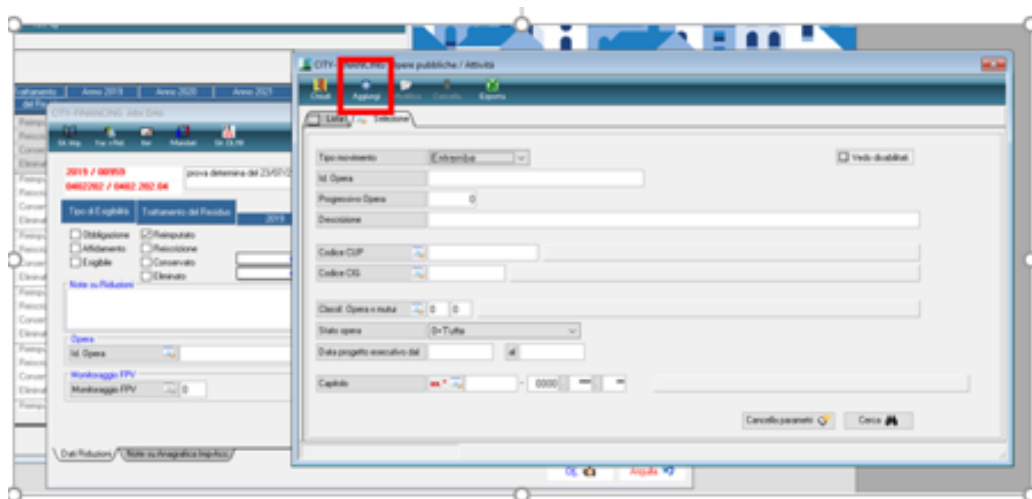 CITY-FINANCING Opere pubbliche / Attività
Chiudi Aggiungi Modifica Cancella Esporta
Lista Selezione
Tipo movimento Entrambe Vedo disabilitati
Id. Opera
Progressivo Opera 0
Descrizione
Codice CUP
Codice CIG
Classif. Opera e mutui 0 0
Stato opera 0=Tutte
Data progetto esecutivo dal al
Capitolo - 0000
Cancella parametri Cerca
Anno 2019 Anno 2020 Anno 2021
CITY-FINANCING
Mandati
2019 / 00959
prova determina del 23/07/2
0402202 / 0402.202.04
Tipo di Esigibilità Trattamento del Residuo 2019
Obbligazione Reimputato
Affidamento Reiscrizione
Esigibile Conservato
Eliminato
Note su Riduzioni
Opera
Id. Opera
Monitoraggio FPV
Monitoraggio FPV 0
Dati Riduzioni Note su Anagrafica Imp/Acc
OK Annulla